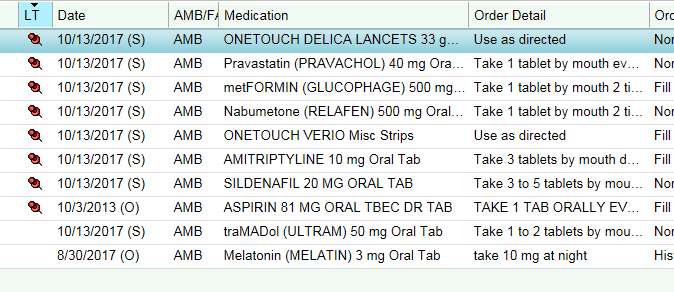 LT Date AMB/FA Medication Order Detail Orc
10/13/2017 (S) AMB ONETOUCH DELICA LANCETS 33 g... Use as directed Nor
10/13/2017 (S) AMB Pravastatin (PRAVACHOL) 40 mg Ora... Take 1 tablet by mouth ev... Nor
10/13/2017 (S) AMB metFORMIN (GLUCOPHAGE) 500 mg... Take 1 tablet by mouth 2 ti... Fill
10/13/2017 (S) AMB Nabumetone (RELAFEN) 500 mg Oral... Take 1 tablet by mouth 2 ti... Nor
10/13/2017 (S) AMB ONETOUCH VERIO Misc Strips Use as directed Fill
10/13/2017 (S) AMB AMITRIPTYLINE 10 mg Oral Tab Take 3 tablets by mouth d... Fill
10/13/2017 (S) AMB SILDENAFIL 20 MG ORAL TAB Take 3 to 5 tablets by mou... Nor
10/3/2013 (O) AMB ASPIRIN 81 MG ORAL TBEC DR TAB TAKE 1 TAB ORALLY EV... Fill
10/13/2017 (S) AMB traMADol (ULTRAM) 50 mg Oral Tab Take 1 to 2 tablets by mou... Nor
8/30/2017 (O) AMB Melatonin (MELATIN) 3 mg Oral Tab take 10 mg at night His